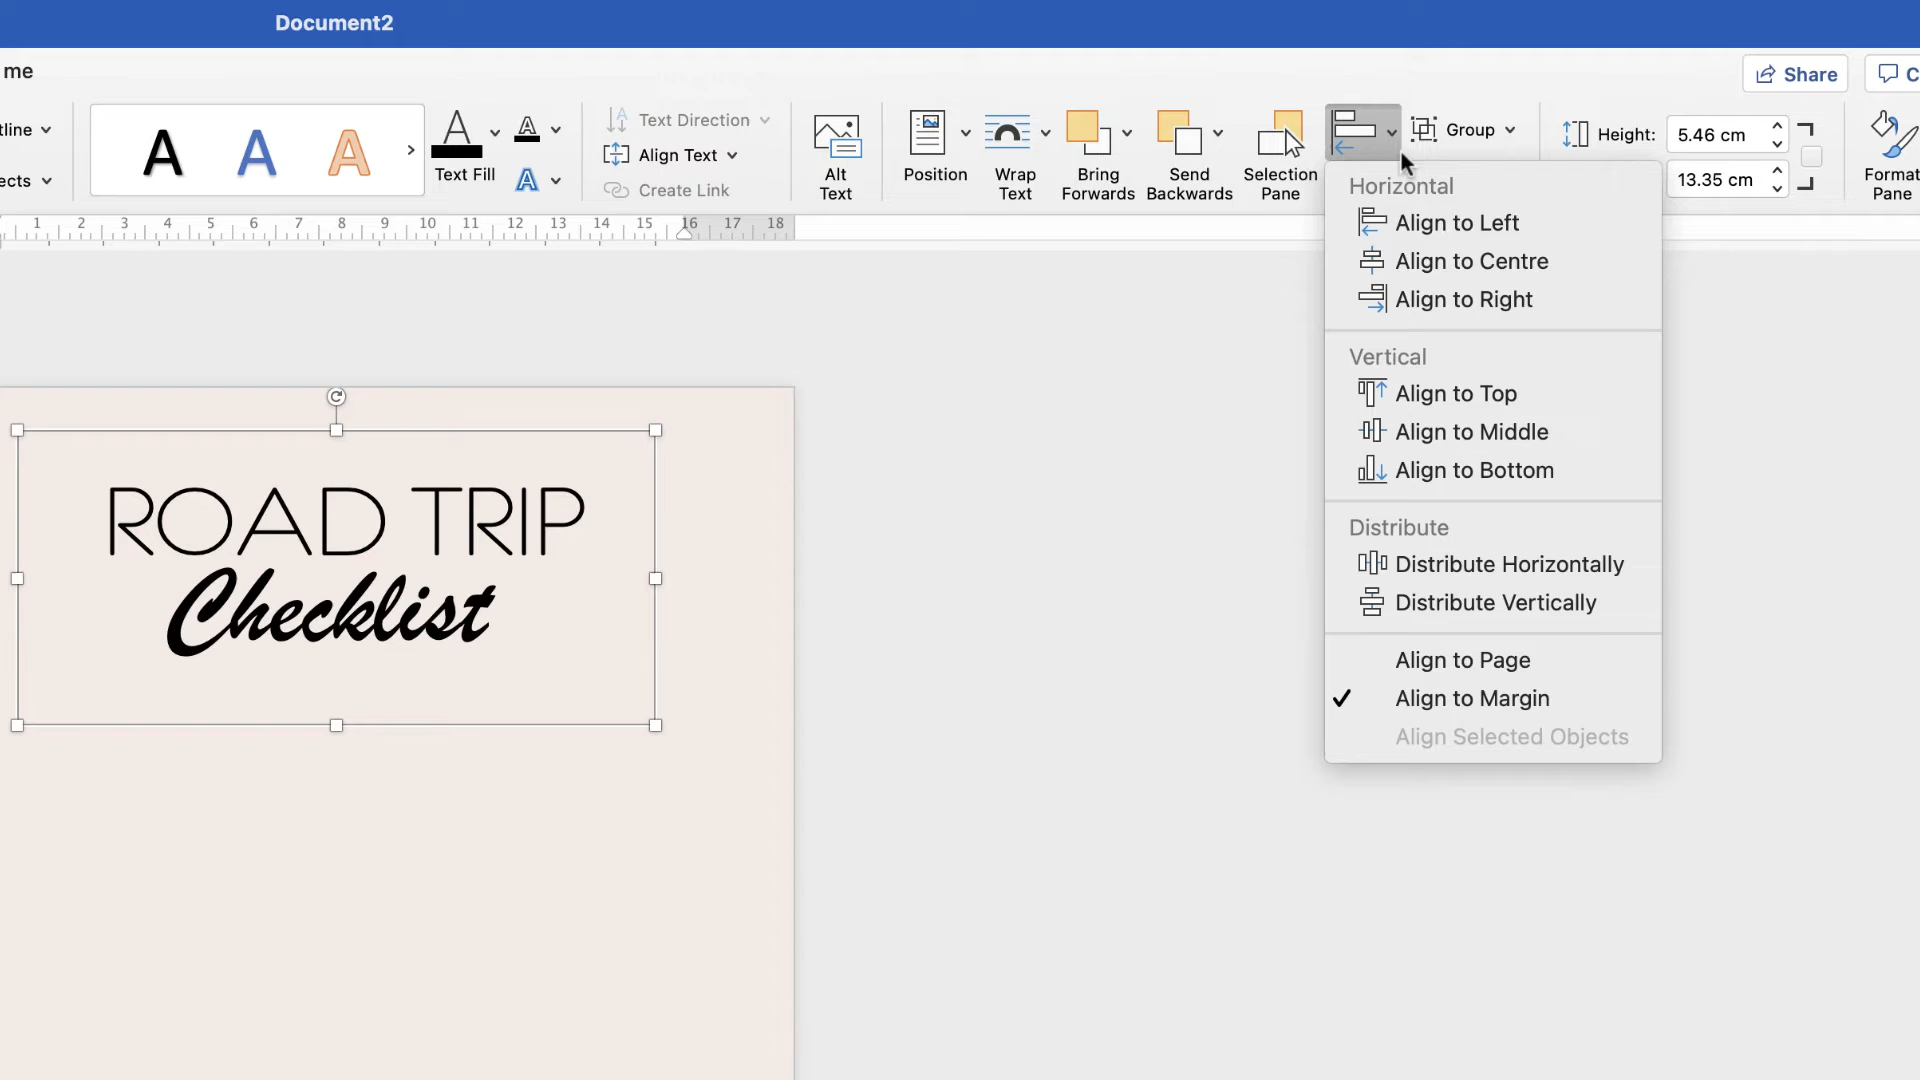 Document2
me
Share
C
tline
ects
A A A
Text Fill
A
Text Direction
Align Text
Create Link
Alt Text
Position
Wrap Text
Bring Forwards
Send Backwards
Selection Pane
Group
Height: 5.46 cm
13.35 cm
Format Pane
1 2 3 4 5 6 7 8 9 10 11 12 13 14 15 16 17 18
Horizontal
Align to Left
Align to Centre
Align to Right
Vertical
Align to Top
Align to Middle
Align to Bottom
Distribute
Distribute Horizontally
Distribute Vertically
Align to Page
✓ Align to Margin
Align Selected Objects
ROAD TRIP
Checklist